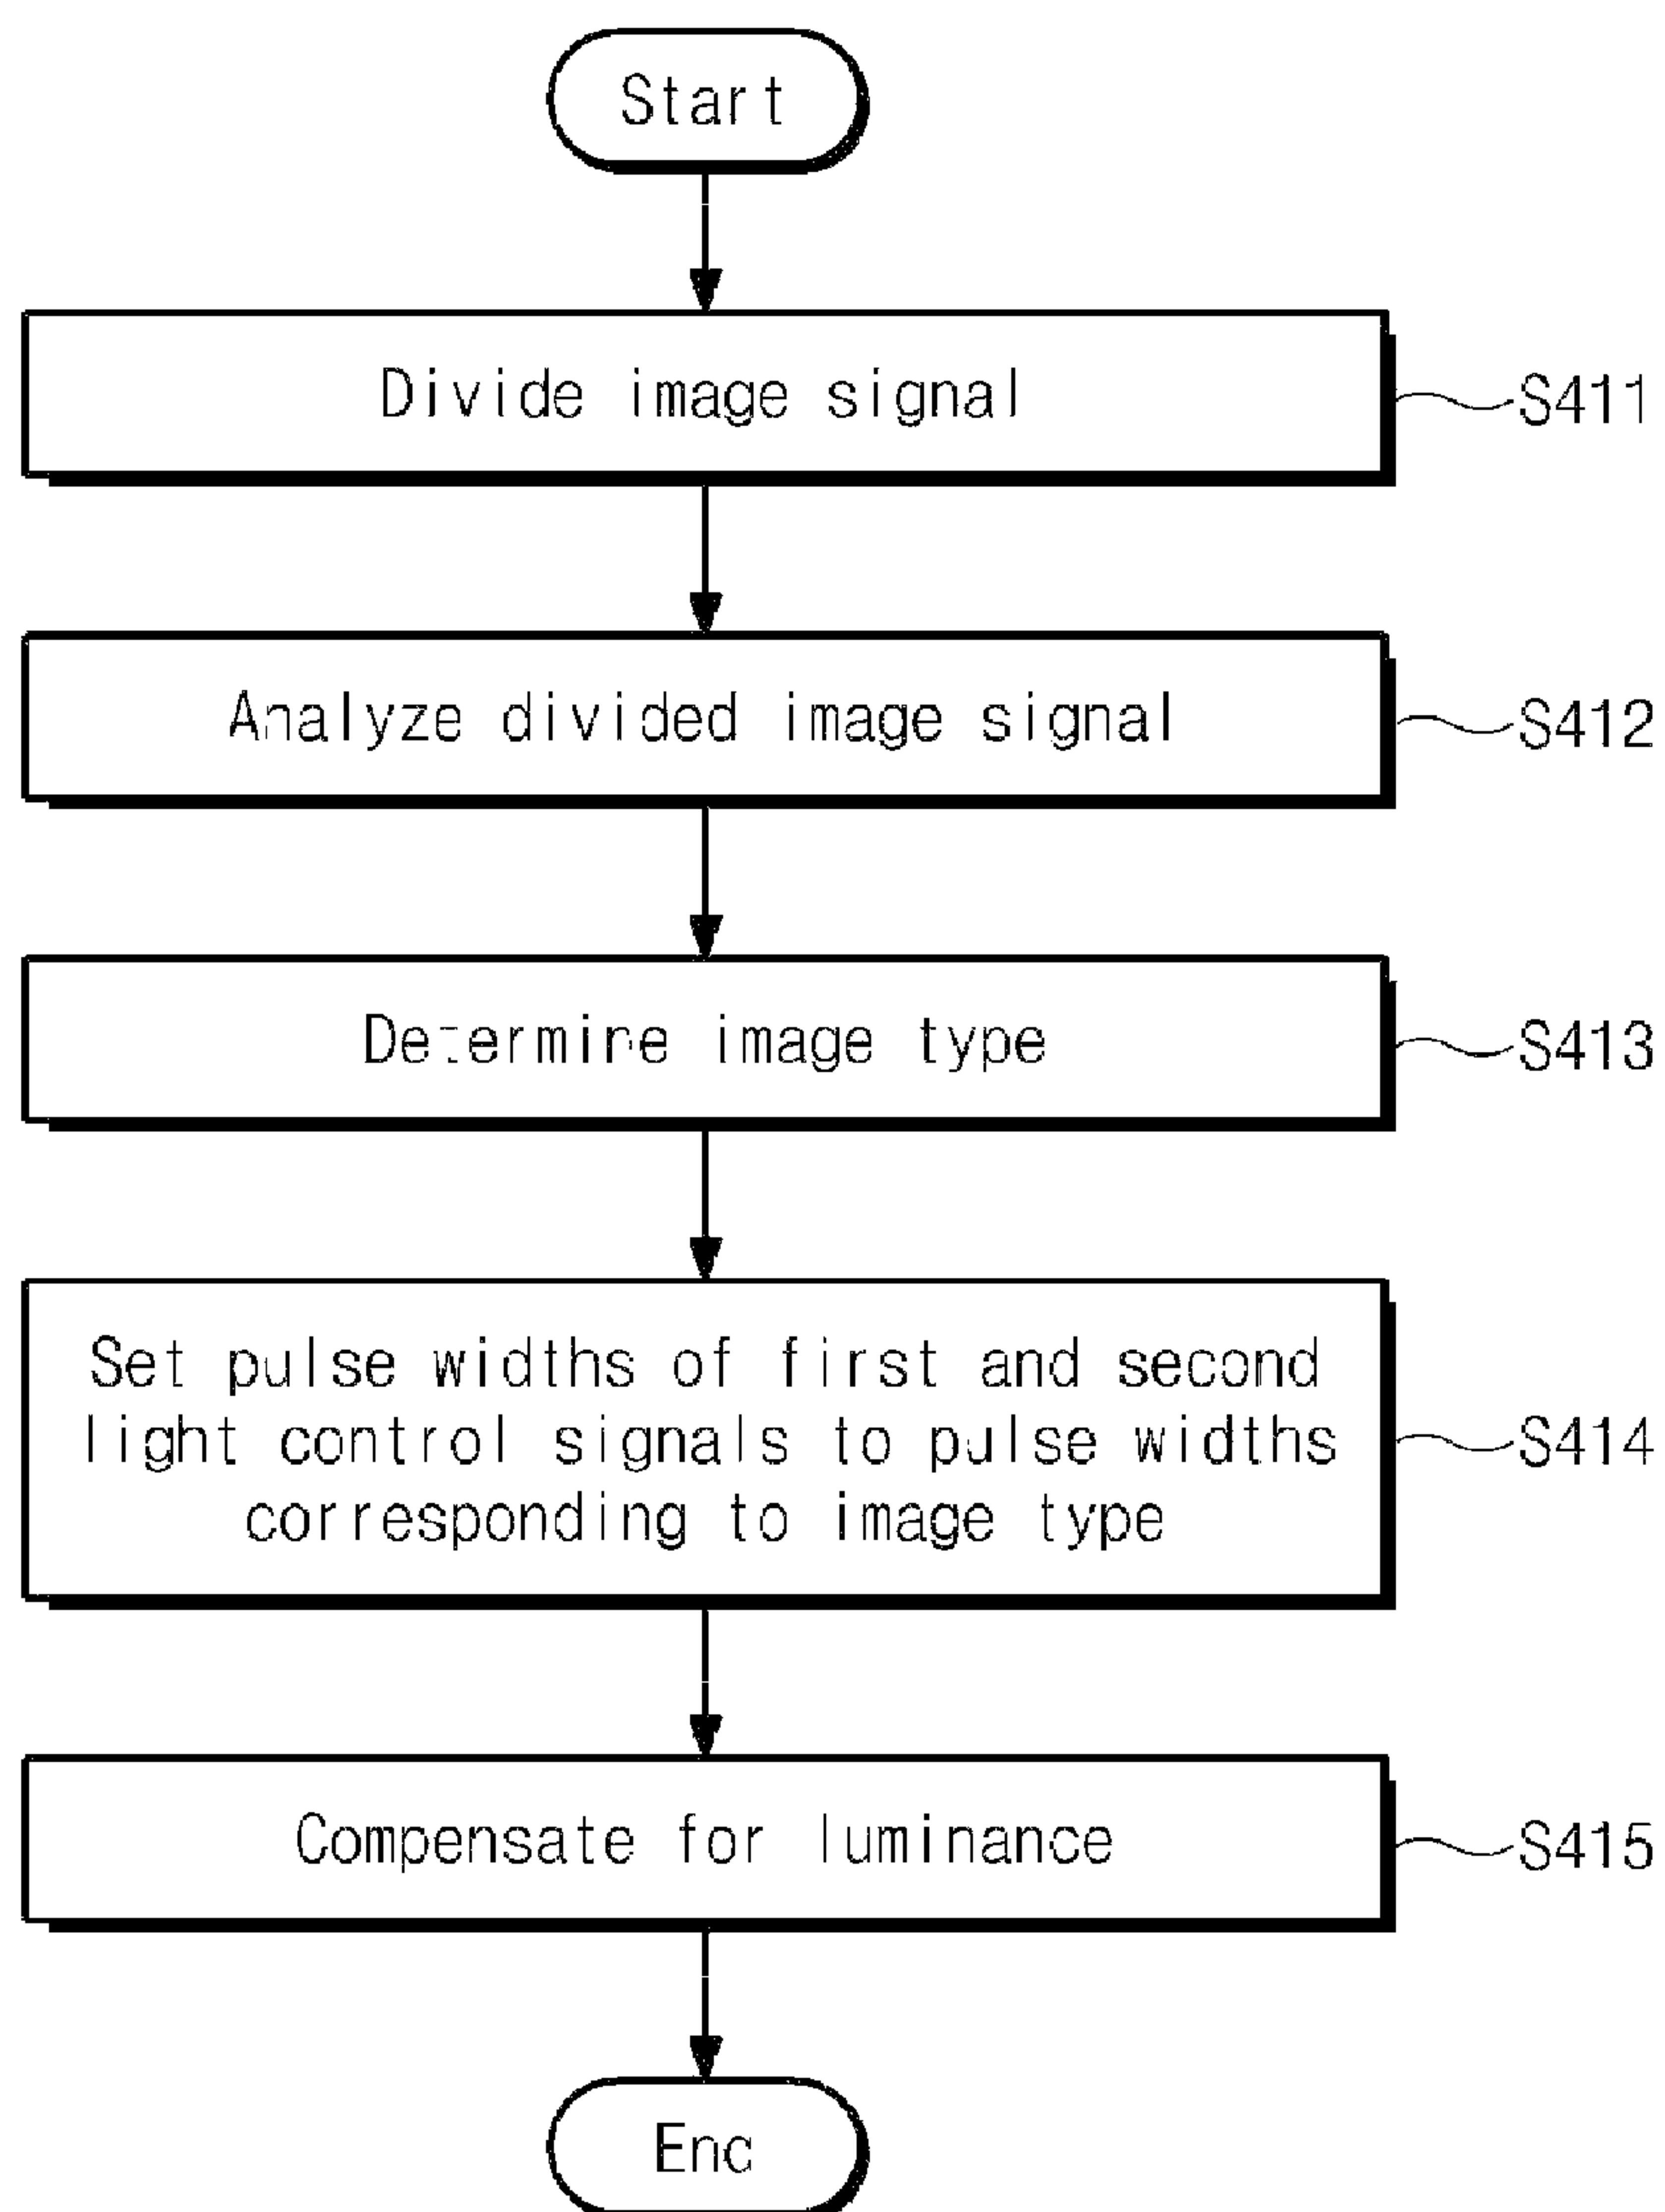 Start
Divide image signal
S411
Analyze divided image signal
S412
Determine image type
S413
Set pulse widths of first and second
light control signals to pulse widths
corresponding to image type
S414
Compensate for luminance
S415
End